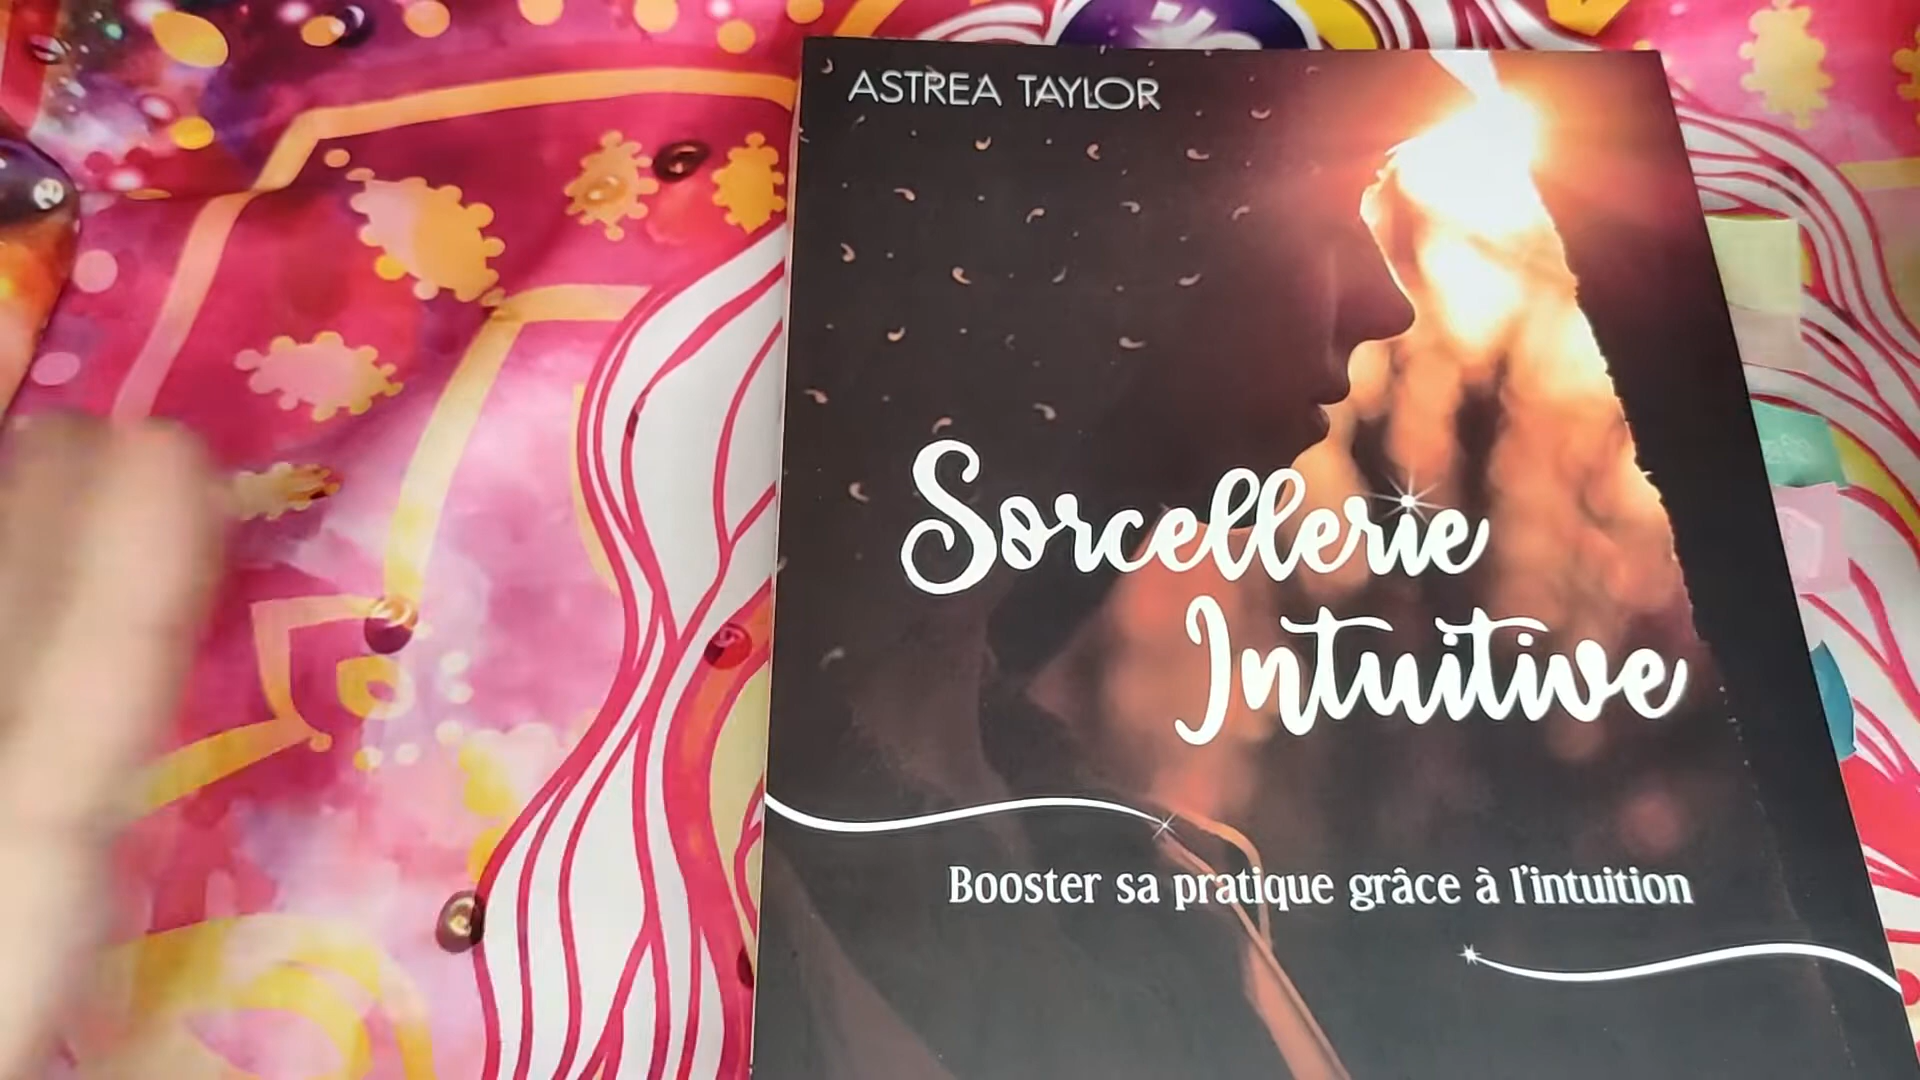 ASTREA TAYLOR
Sorcellerie
Intuitive
Booster sa pratique grâce à l'intuition